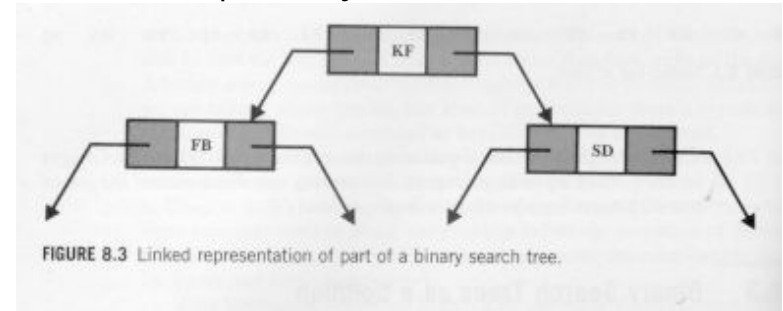 KF
FB
SD
FIGURE 8.3 Linked representation of part of a binary search tree.